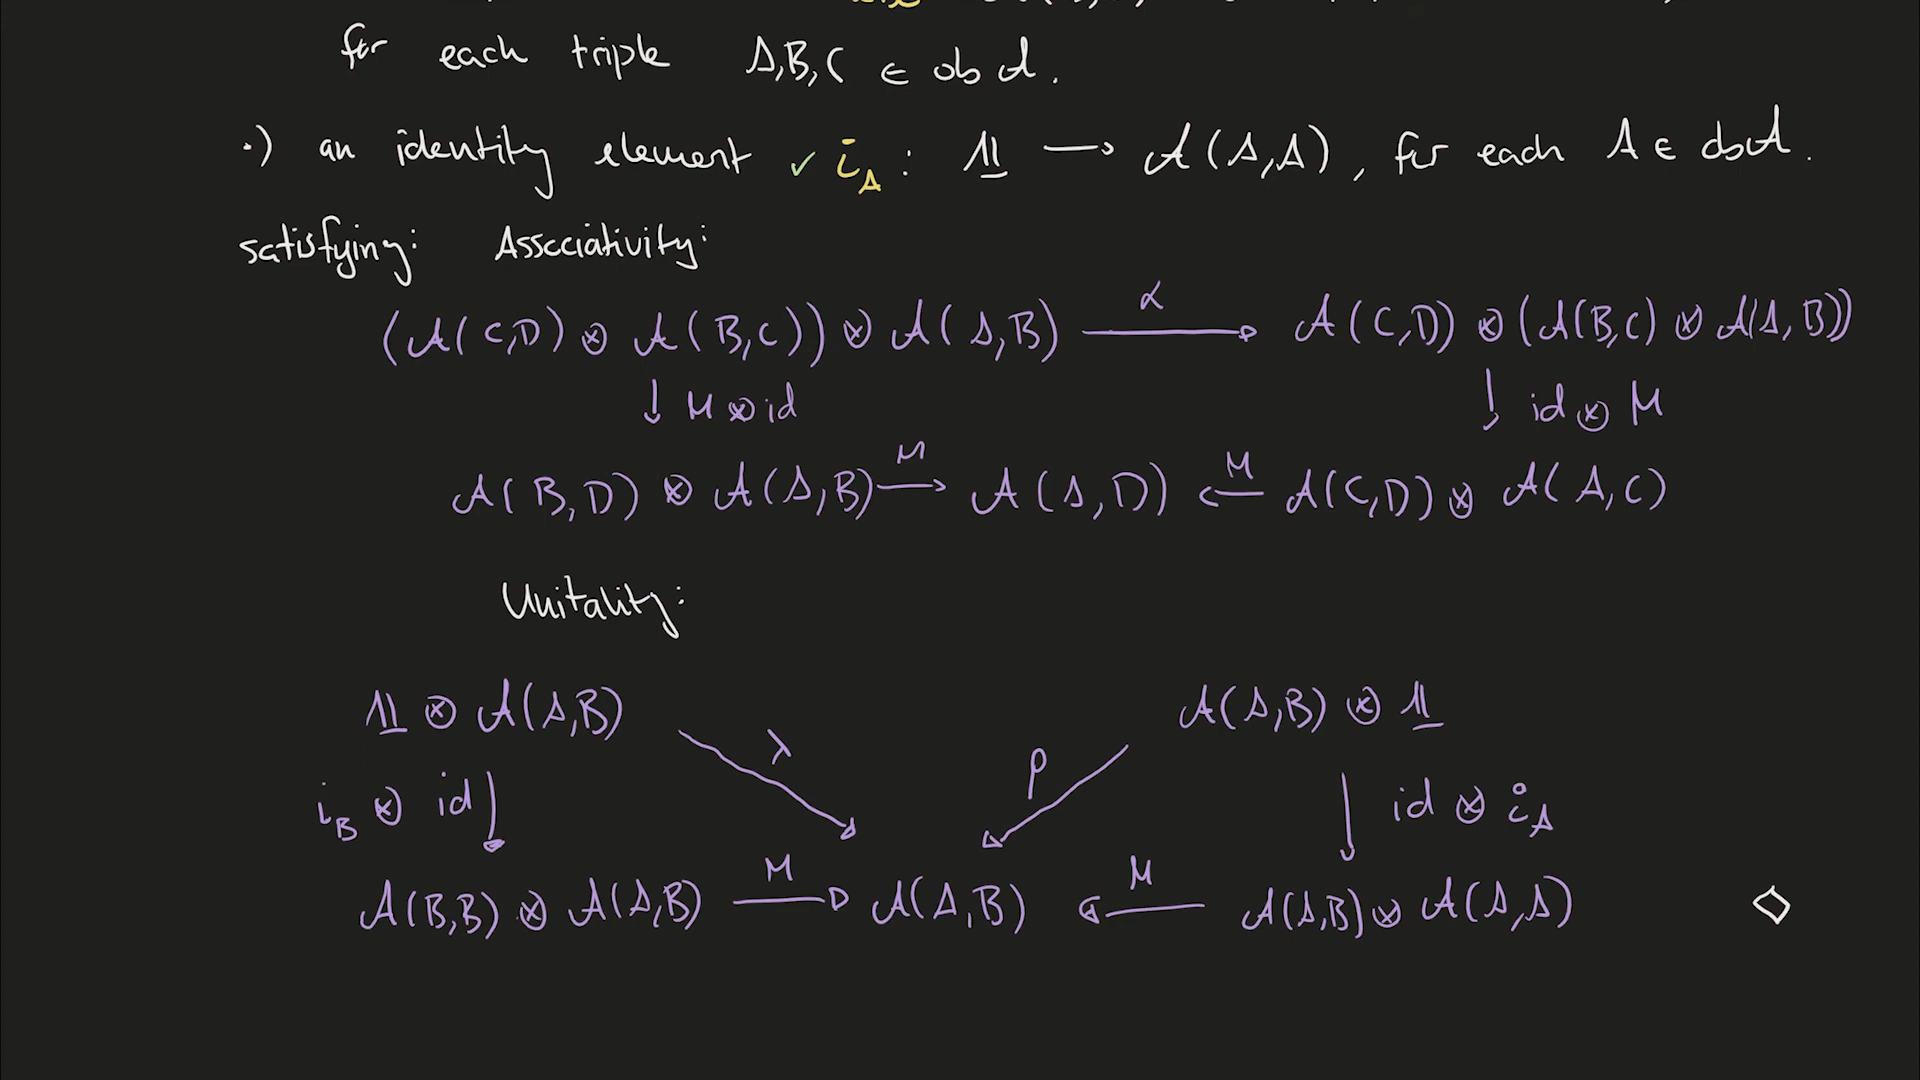 for each triple A,B,C ∈ ob 𝒜.
·) an identity element ✓ i_A : 𝟙 → 𝒜(A,A), for each A ∈ ob𝒜.
satisfying: Associativity:
(𝒜(C,D) ⊗ 𝒜(B,C)) ⊗ 𝒜(A,B) →^α 𝒜(C,D) ⊗ (𝒜(B,C) ⊗ 𝒜(A,B))
↓ M ⊗ id ↓ id ⊗ M
𝒜(B,D) ⊗ 𝒜(A,B) →^M 𝒜(A,D) ←^M 𝒜(C,D) ⊗ 𝒜(A,C)
Unitality:
𝟙 ⊗ 𝒜(A,B) 𝒜(A,B) ⊗ 𝟙
λ ρ
i_B ⊗ id ↓ ↓ id ⊗ i_A
𝒜(B,B) ⊗ 𝒜(A,B) →^M 𝒜(A,B) ←^M 𝒜(A,B) ⊗ 𝒜(A,A) ◇